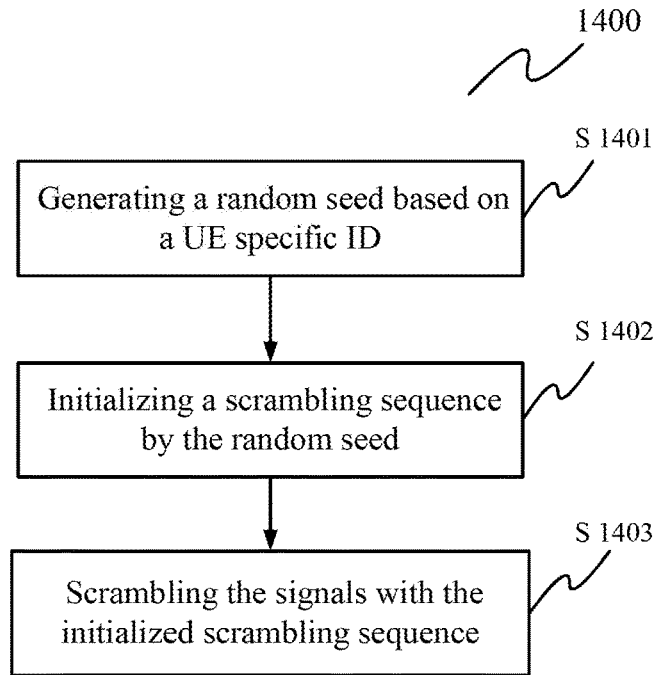 1400
S 1401
Generating a random seed based on
a UE specific ID
S 1402
Initializing a scrambling sequence
by the random seed
S 1403
Scrambling the signals with the
initialized scrambling sequence